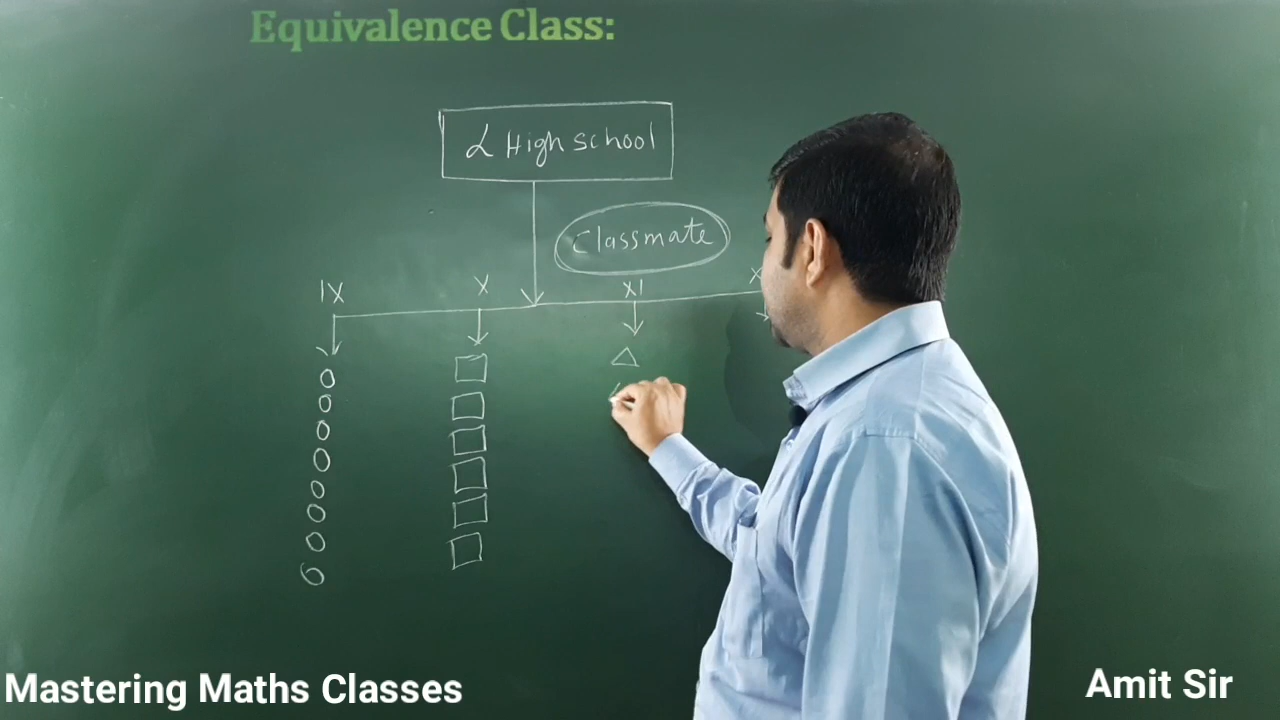 Equivalence Class:
α High school
classmate
IX X XI X
Mastering Maths Classes
Amit Sir